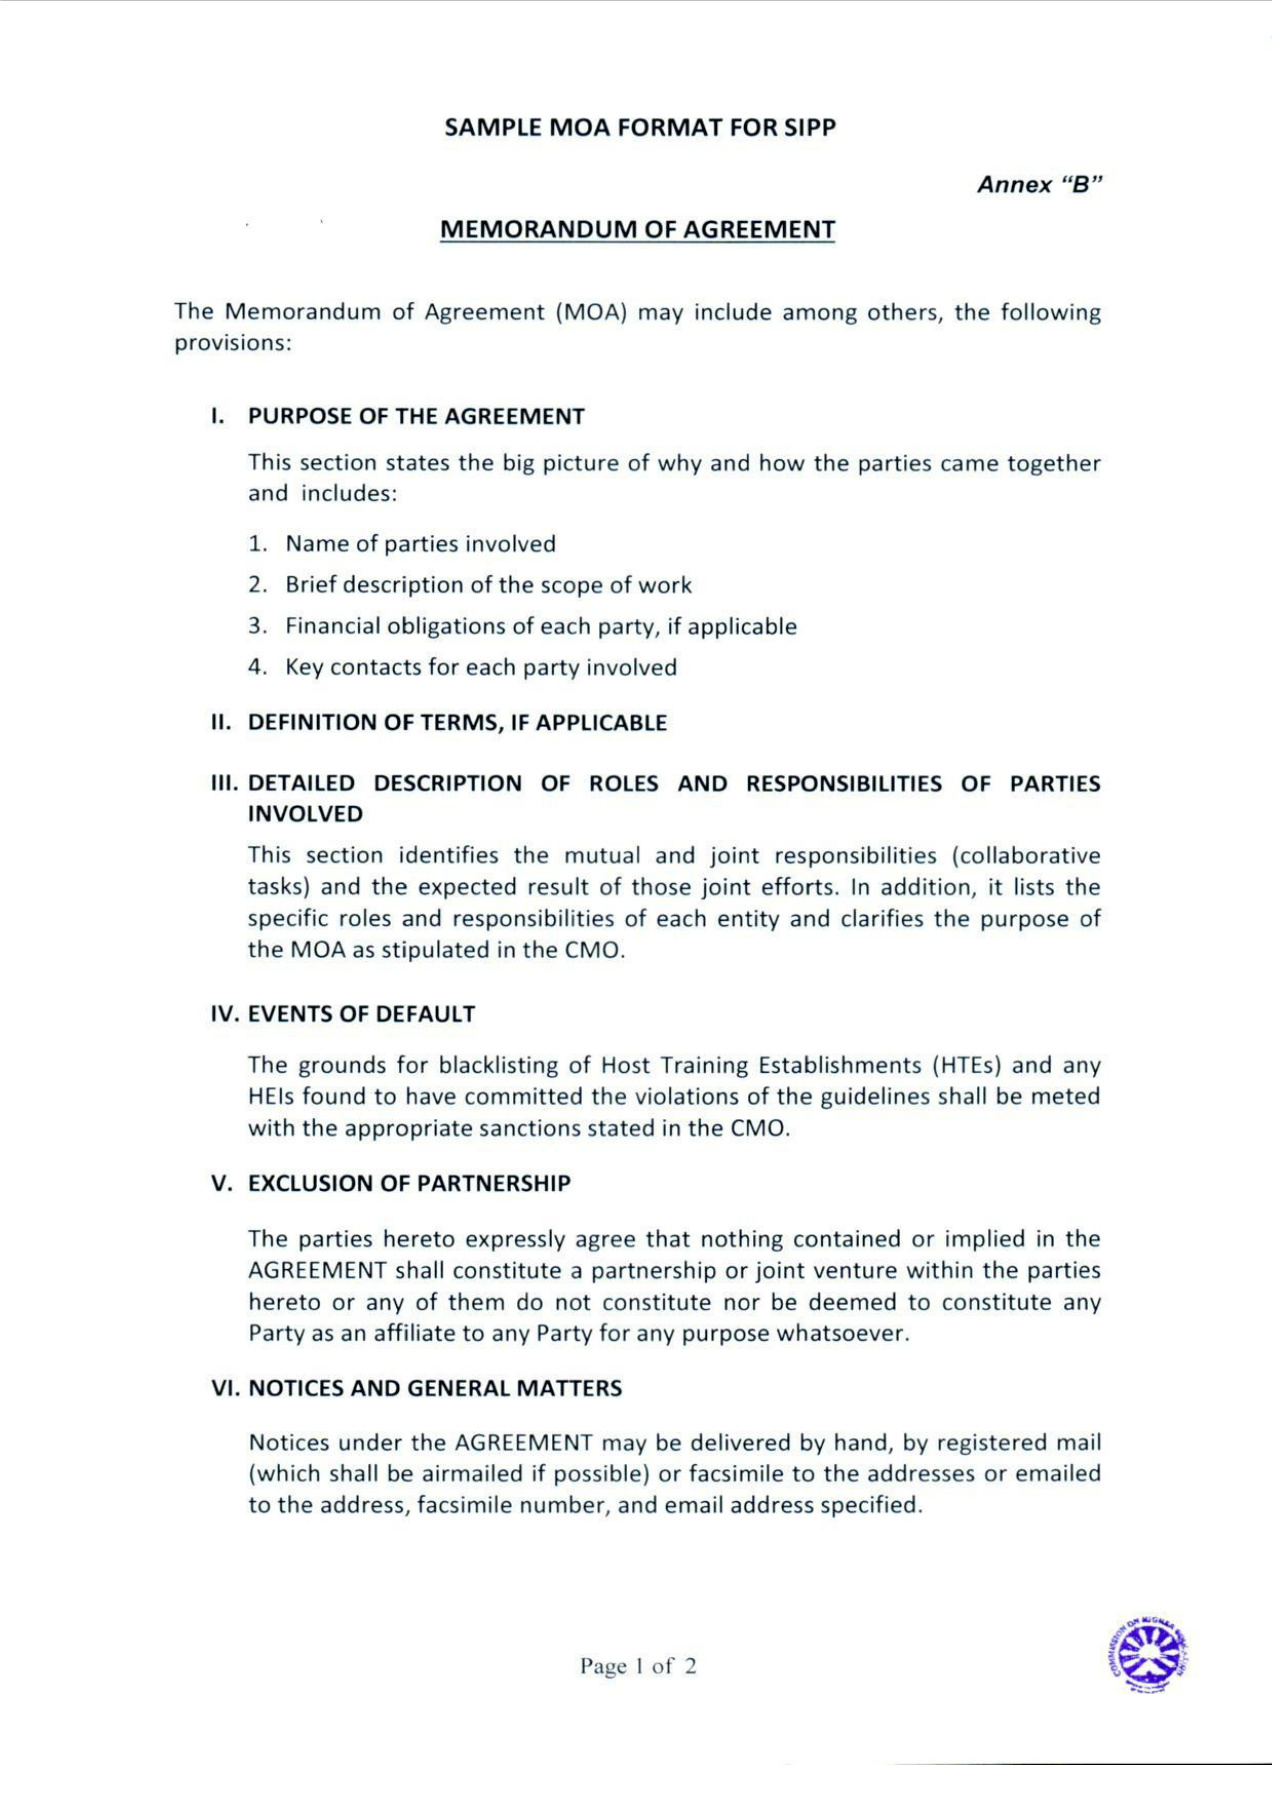 SAMPLE MOA FORMAT FOR SIPP
Annex “B”
MEMORANDUM OF AGREEMENT
The Memorandum of Agreement (MOA) may include among others, the following
provisions:
I. PURPOSE OF THE AGREEMENT
This section states the big picture of why and how the parties came together
and includes:
1. Name of parties involved
2. Brief description of the scope of work
3. Financial obligations of each party, if applicable
4. Key contacts for each party involved
II. DEFINITION OF TERMS, IF APPLICABLE
III. DETAILED DESCRIPTION OF ROLES AND RESPONSIBILITIES OF PARTIES
INVOLVED
This section identifies the mutual and joint responsibilities (collaborative
tasks) and the expected result of those joint efforts. In addition, it lists the
specific roles and responsibilities of each entity and clarifies the purpose of
the MOA as stipulated in the CMO.
IV. EVENTS OF DEFAULT
The grounds for blacklisting of Host Training Establishments (HTEs) and any
HEIs found to have committed the violations of the guidelines shall be meted
with the appropriate sanctions stated in the CMO.
V. EXCLUSION OF PARTNERSHIP
The parties hereto expressly agree that nothing contained or implied in the
AGREEMENT shall constitute a partnership or joint venture within the parties
hereto or any of them do not constitute nor be deemed to constitute any
Party as an affiliate to any Party for any purpose whatsoever.
VI. NOTICES AND GENERAL MATTERS
Notices under the AGREEMENT may be delivered by hand, by registered mail
(which shall be airmailed if possible) or facsimile to the addresses or emailed
to the address, facsimile number, and email address specified.
Page 1 of 2
COMMISSION ON HIGHER EDUCATION